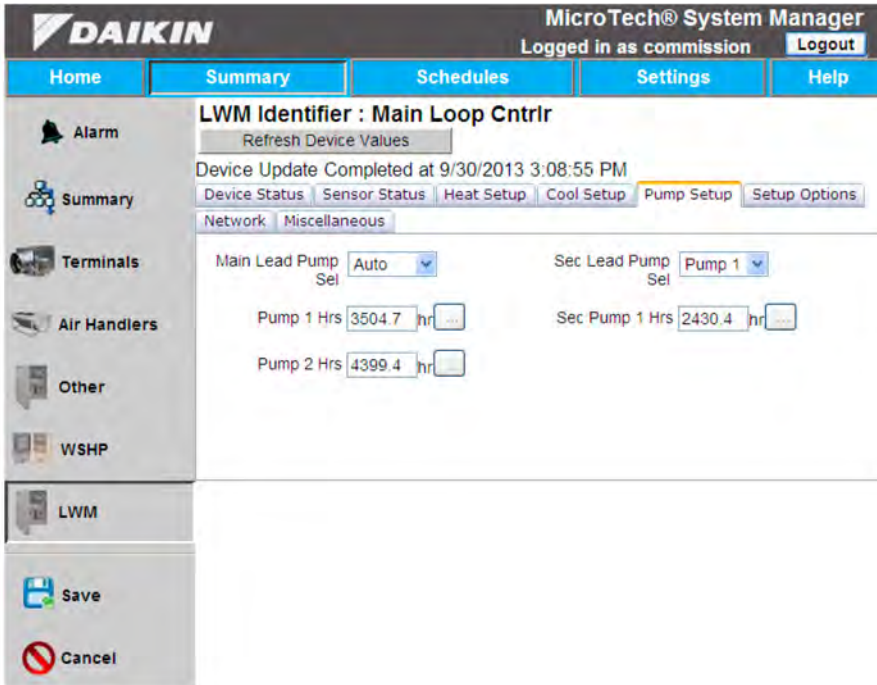 DAIKIN
MicroTech® System Manager
Logged in as commission Logout
Home Summary Schedules Settings Help
Alarm
Summary
Terminals
Air Handlers
Other
WSHP
LWM
Save
Cancel
LWM Identifier : Main Loop Cntrlr
Refresh Device Values
Device Update Completed at 9/30/2013 3:08:55 PM
Device Status Sensor Status Heat Setup Cool Setup Pump Setup Setup Options
Network Miscellaneous
Main Lead Pump Sel Auto
Sec Lead Pump Sel Pump 1
Pump 1 Hrs 3504.7 hr ...
Sec Pump 1 Hrs 2430.4 hr ...
Pump 2 Hrs 4399.4 hr ...